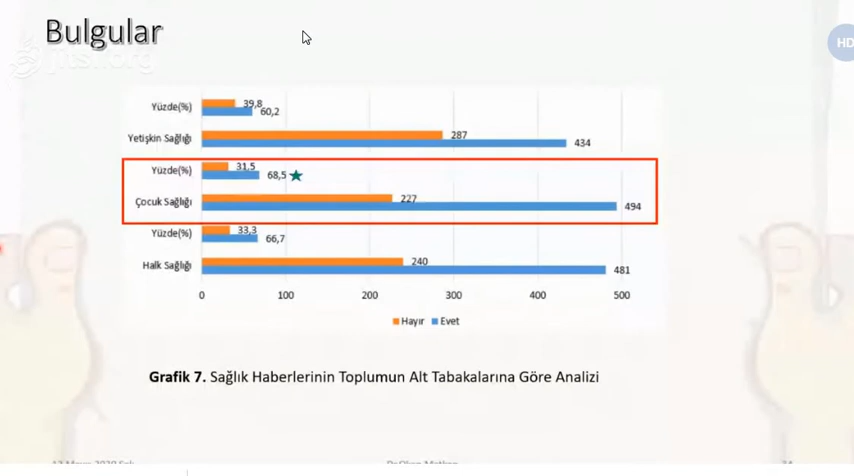 Bulgular
HD
Yüzde(%) 39,8
60,2
Yetişkin Sağlığı 287
434
Yüzde(%) 31,5
68,5
Çocuk Sağlığı 227
494
Yüzde(%) 33,3
66,7
Halk Sağlığı 240
481
0 100 200 300 400 500
Hayır Evet
Grafik 7. Sağlık Haberlerinin Toplumun Alt Tabakalarına Göre Analizi